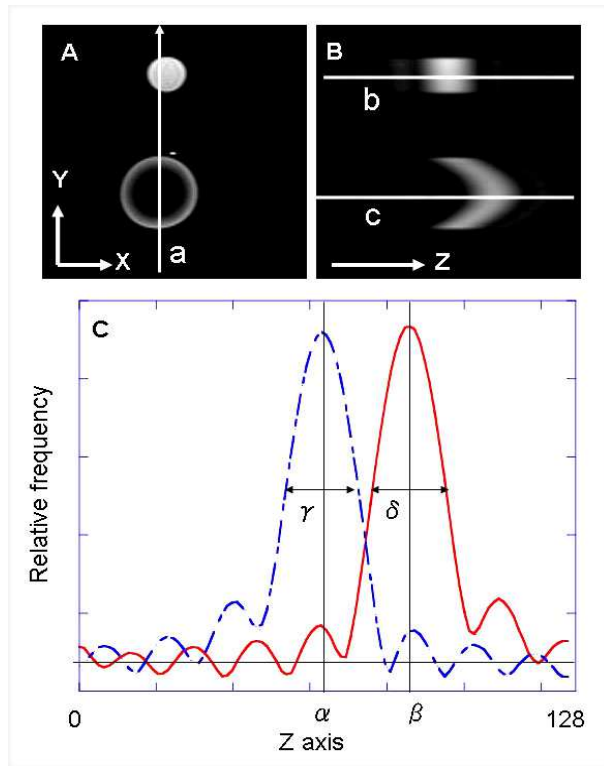 A
Y
X
a
B
b
c
Z
C
Relative frequency
γ
δ
0
α
β
128
Z axis